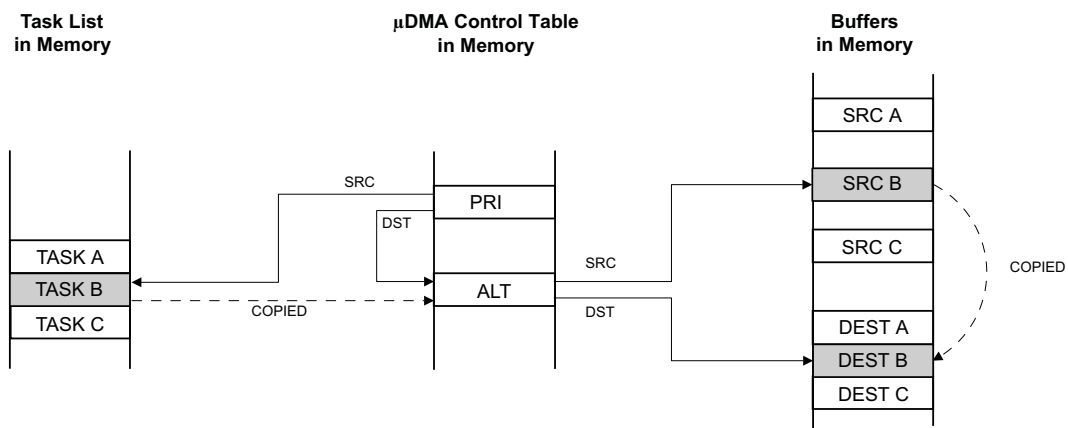 Task List
in Memory
µDMA Control Table
in Memory
Buffers
in Memory
SRC A
SRC
PRI
SRC B
DST
TASK A
SRC C
SRC
COPIED
TASK B
ALT
COPIED
DST
TASK C
DEST A
DEST B
DEST C